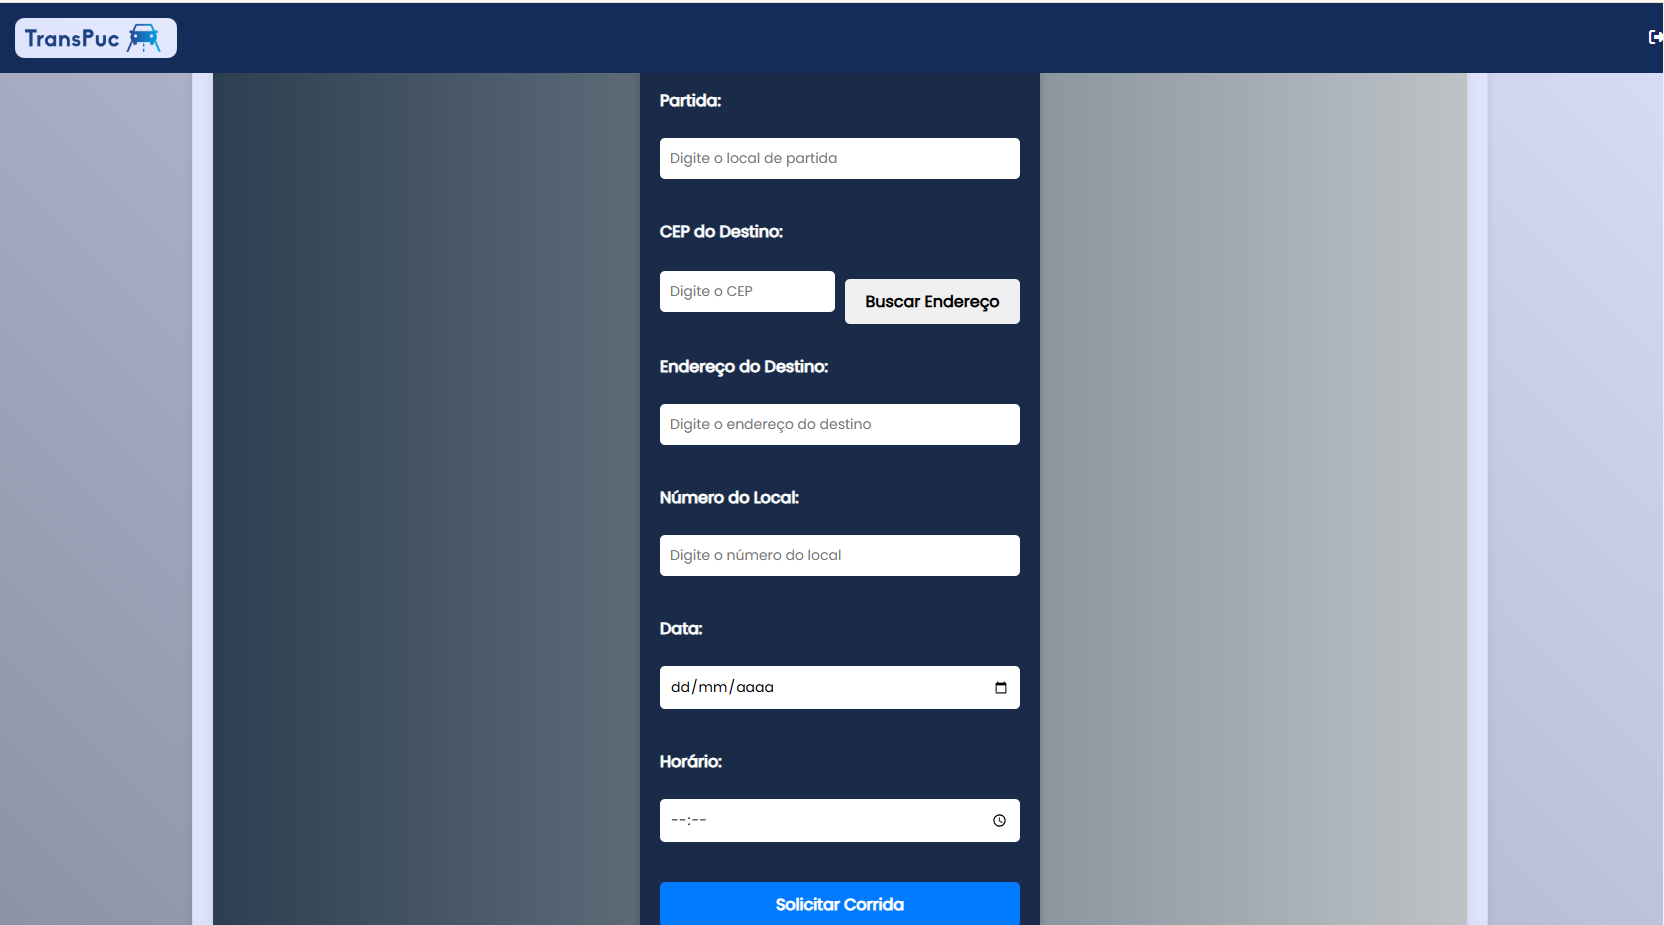 TransPuc
Partida:
Digite o local de partida
CEP do Destino:
Digite o CEP
Buscar Endereço
Endereço do Destino:
Digite o endereço do destino
Número do Local:
Digite o número do local
Data:
dd/mm/aaaa
Horário:
--:--
Solicitar Corrida